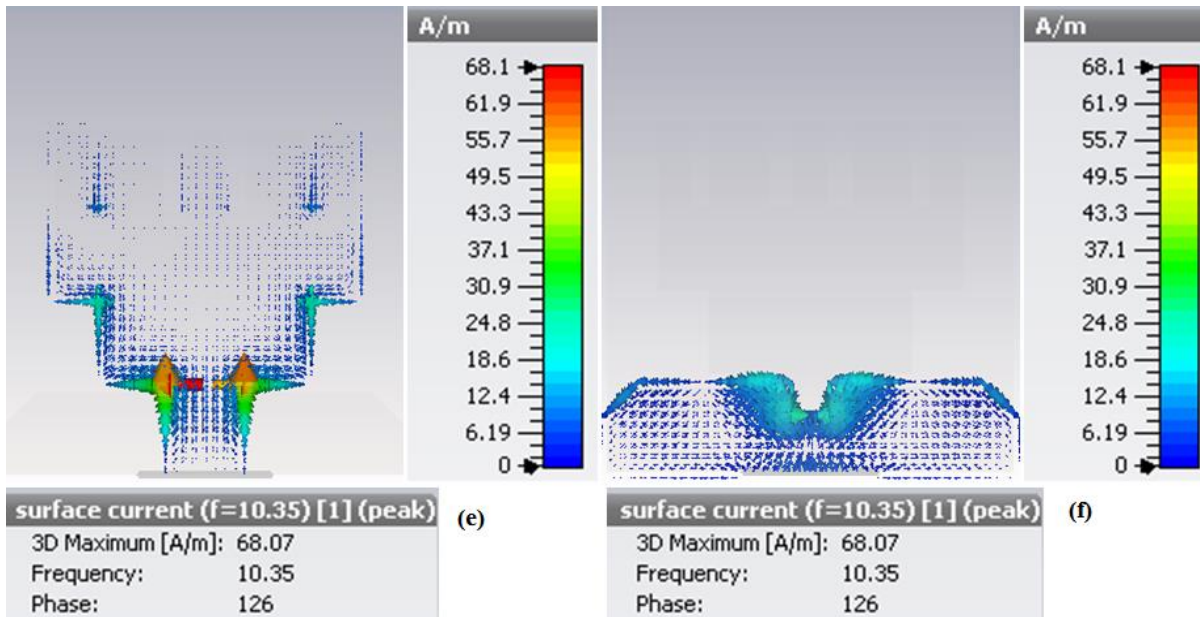 A/m
68.1
61.9
55.7
49.5
43.3
37.1
30.9
24.8
18.6
12.4
6.19
0
surface current (f=10.35) [1] (peak)
3D Maximum [A/m]: 68.07
Frequency: 10.35
Phase: 126
(e)
A/m
68.1
61.9
55.7
49.5
43.3
37.1
30.9
24.8
18.6
12.4
6.19
0
surface current (f=10.35) [1] (peak)
3D Maximum [A/m]: 68.07
Frequency: 10.35
Phase: 126
(f)